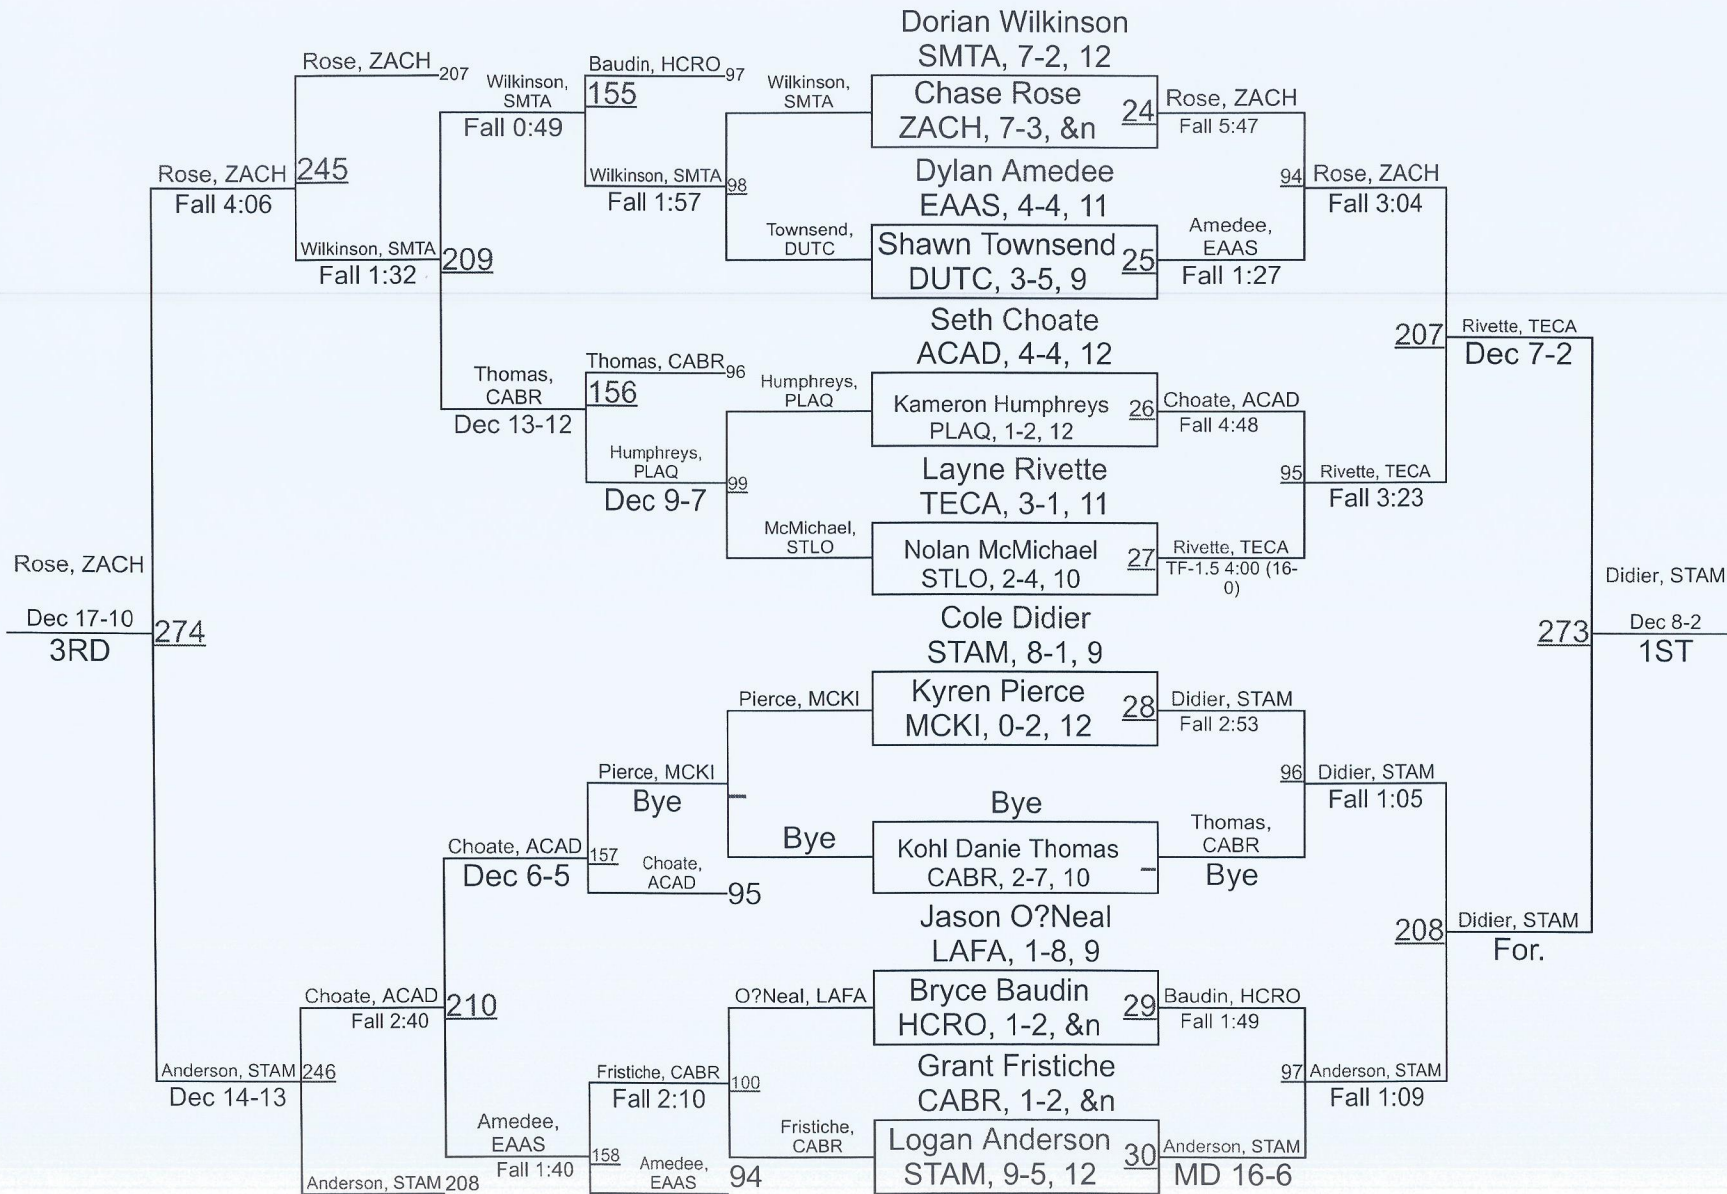 Dorian Wilkinson
SMTA, 7-2, 12
Rose, ZACH
207
Baudin, HCRO
97
Wilkinson,
SMTA
155
Wilkinson,
SMTA
Chase Rose
ZACH, 7-3, &n
24
Rose, ZACH
Fall 5:47
Fall 0:49
Rose, ZACH
245
Fall 4:06
Wilkinson, SMTA
98
Fall 1:57
Dylan Amedee
EAAS, 4-4, 11
94
Rose, ZACH
Fall 3:04
Wilkinson, SMTA
209
Fall 1:32
Townsend,
DUTC
Shawn Townsend
DUTC, 3-5, 9
25
Amedee,
EAAS
Fall 1:27
Seth Choate
ACAD, 4-4, 12
207
Rivette, TECA
Dec 7-2
Thomas,
CABR
Dec 13-12
Thomas, CABR
96
156
Humphreys,
PLAQ
Kameron Humphreys
PLAQ, 1-2, 12
26
Choate, ACAD
Fall 4:48
Humphreys,
PLAQ
99
Dec 9-7
Layne Rivette
TECA, 3-1, 11
95
Rivette, TECA
Fall 3:23
McMichael,
STLO
Nolan McMichael
STLO, 2-4, 10
27
Rivette, TECA
TF-1.5 4:00 (16-
0)
Rose, ZACH
Dec 17-10
3RD
274
Cole Didier
STAM, 8-1, 9
Didier, STAM
273
Dec 8-2
1ST
Pierce, MCKI
Kyren Pierce
MCKI, 0-2, 12
28
Didier, STAM
Fall 2:53
Pierce, MCKI
Bye
Bye
96
Didier, STAM
Fall 1:05
Choate, ACAD
157
Dec 6-5
Choate,
ACAD
95
Bye
Kohl Danie Thomas
CABR, 2-7, 10
Thomas,
CABR
Bye
Jason O?Neal
LAFA, 1-8, 9
208
Didier, STAM
For.
Choate, ACAD
210
Fall 2:40
O?Neal, LAFA
Bryce Baudin
HCRO, 1-2, &n
29
Baudin, HCRO
Fall 1:49
Anderson, STAM
246
Dec 14-13
Fristiche, CABR
100
Fall 2:10
Grant Fristiche
CABR, 1-2, &n
97
Anderson, STAM
Fall 1:09
Amedee,
EAAS
158
Fall 1:40
Fristiche,
CABR
Logan Anderson
STAM, 9-5, 12
30
Anderson, STAM
MD 16-6
Anderson, STAM
208
Amedee,
EAAS
94